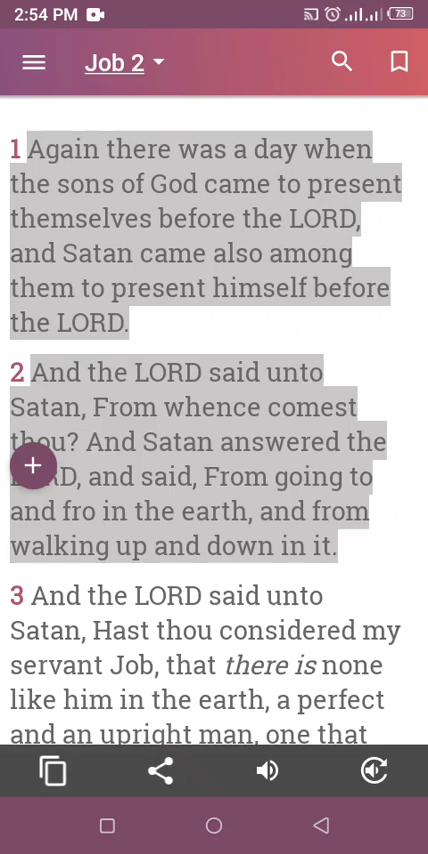 2:54 PM 73
Job 2
1 Again there was a day when
the sons of God came to present
themselves before the LORD,
and Satan came also among
them to present himself before
the LORD.
2 And the LORD said unto
Satan, From whence comest
thou? And Satan answered the
LORD, and said, From going to
and fro in the earth, and from
walking up and down in it.
3 And the LORD said unto
Satan, Hast thou considered my
servant Job, that there is none
like him in the earth, a perfect
and an upright man, one that